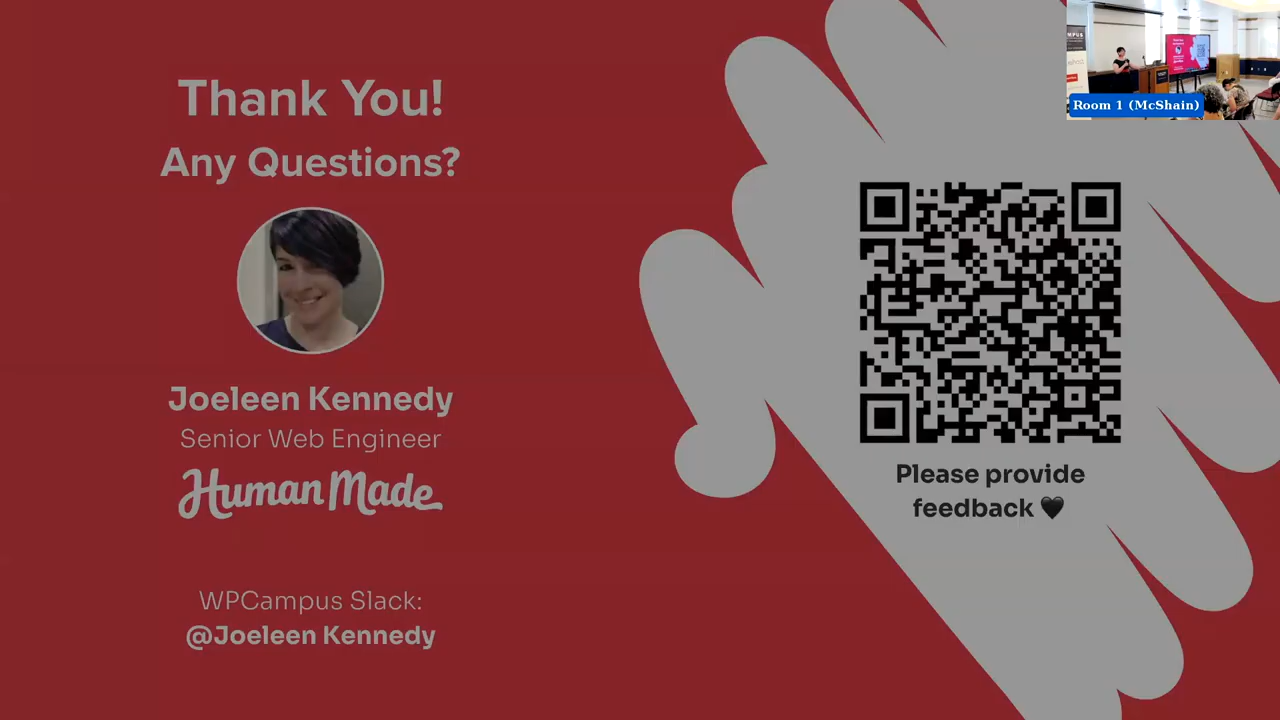 Thank You!
Any Questions?
Joeleen Kennedy
Senior Web Engineer
Human Made
WPCampus Slack:
@Joeleen Kennedy
Please provide
feedback 🖤
Room 1 (McShain)